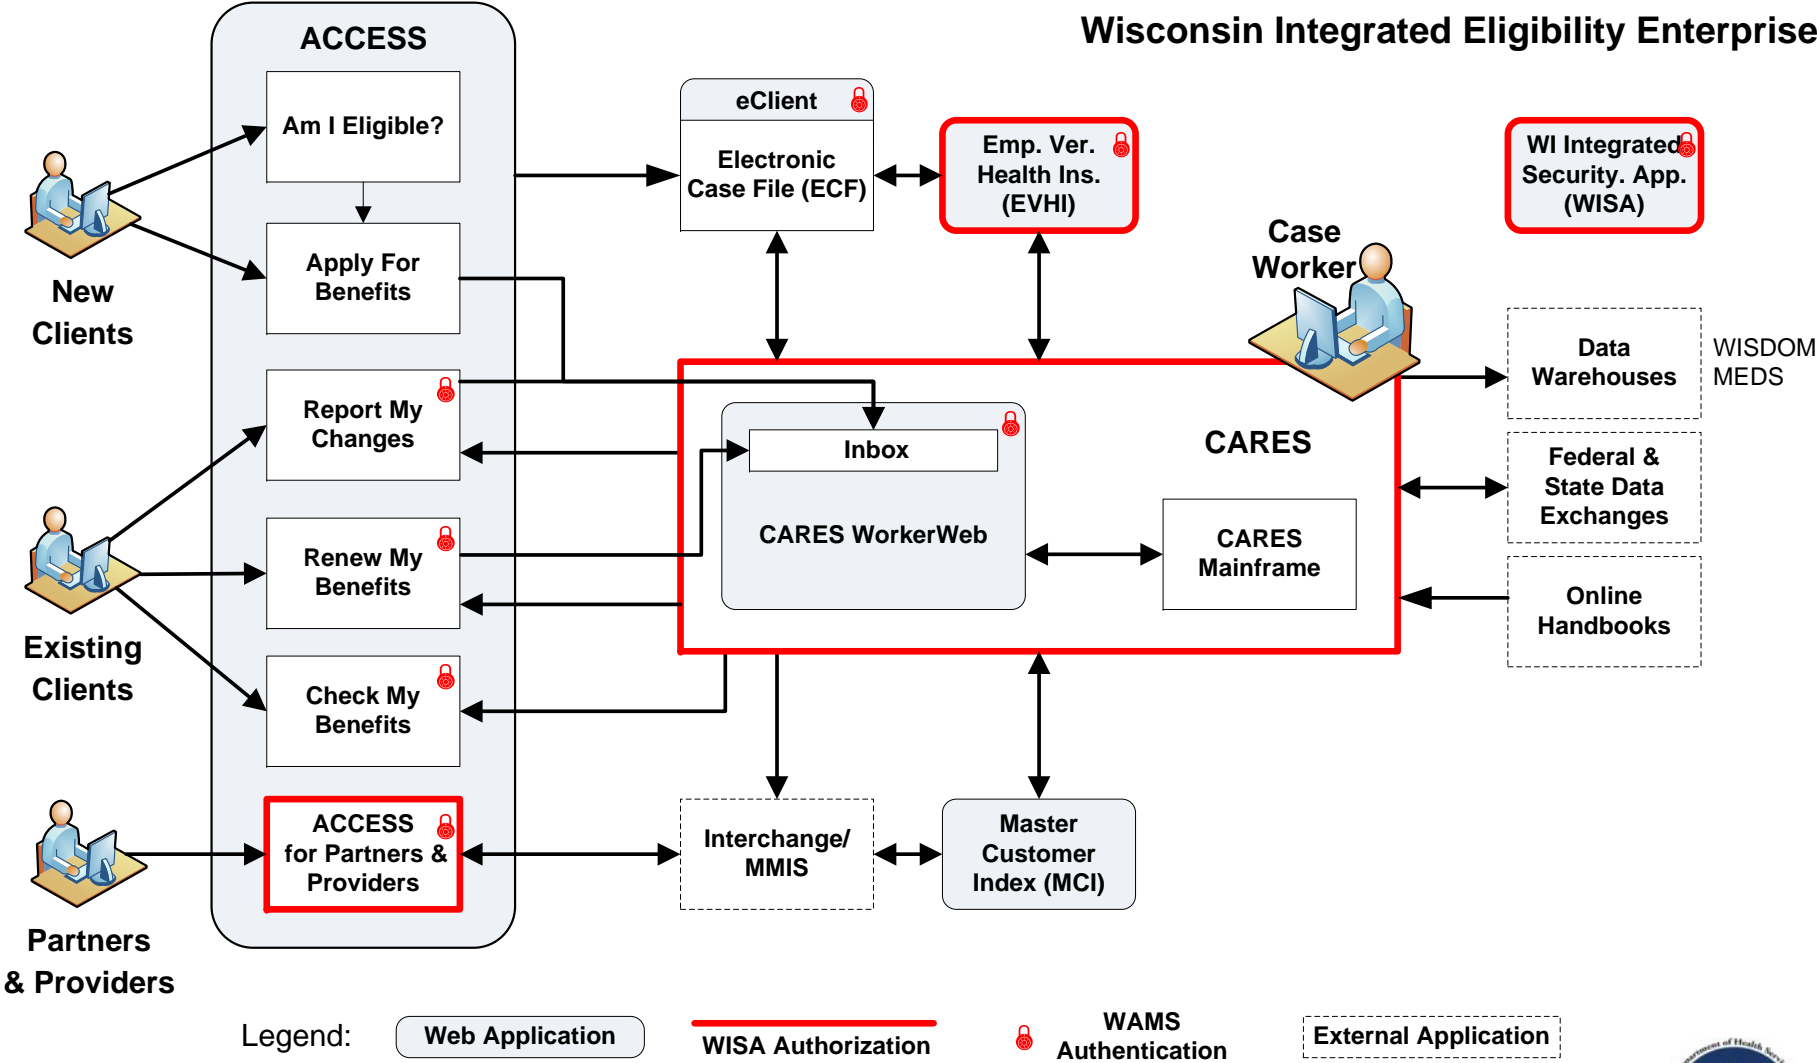 Wisconsin Integrated Eligibility Enterprise
ACCESS
Am I Eligible?
Apply For
Benefits
Report My
Changes
Renew My
Benefits
Check My
Benefits
ACCESS
for Partners &
Providers
New
Clients
Existing
Clients
Partners
& Providers
eClient
Electronic
Case File (ECF)
Emp. Ver.
Health Ins.
(EVHI)
WI Integrated
Security. App.
(WISA)
Case
Worker
Data
Warehouses
WISDOM
MEDS
Inbox
CARES WorkerWeb
CARES
CARES
Mainframe
Federal &
State Data
Exchanges
Online
Handbooks
Interchange/
MMIS
Master
Customer
Index (MCI)
Legend:
Web Application
WISA Authorization
WAMS
Authentication
External Application